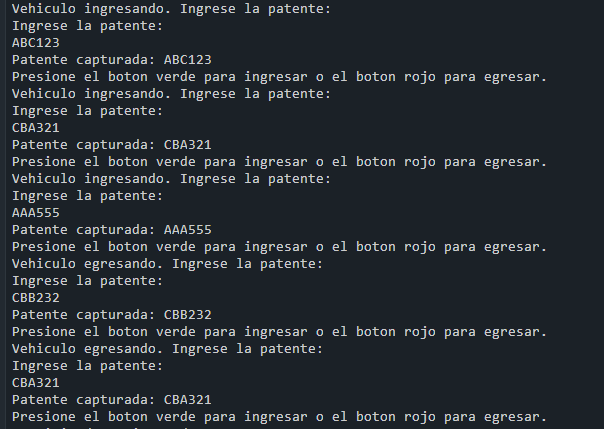 Vehiculo ingresando. Ingrese la patente:
Ingrese la patente:
ABC123
Patente capturada: ABC123
Presione el boton verde para ingresar o el boton rojo para egresar.
Vehiculo ingresando. Ingrese la patente:
Ingrese la patente:
CBA321
Patente capturada: CBA321
Presione el boton verde para ingresar o el boton rojo para egresar.
Vehiculo ingresando. Ingrese la patente:
Ingrese la patente:
AAA555
Patente capturada: AAA555
Presione el boton verde para ingresar o el boton rojo para egresar.
Vehiculo egresando. Ingrese la patente:
Ingrese la patente:
CBB232
Patente capturada: CBB232
Presione el boton verde para ingresar o el boton rojo para egresar.
Vehiculo egresando. Ingrese la patente:
Ingrese la patente:
CBA321
Patente capturada: CBA321
Presione el boton verde para ingresar o el boton rojo para egresar.